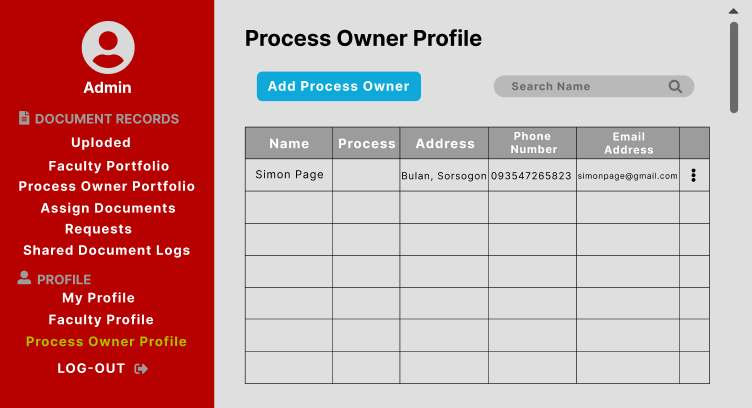 Admin
DOCUMENT RECORDS
Uploded
Faculty Portfolio
Process Owner Portfolio
Assign Documents
Requests
Shared Document Logs
PROFILE
My Profile
Faculty Profile
Process Owner Profile
LOG-OUT
Process Owner Profile
Add Process Owner
Search Name
Name Process Address Phone Number Email Address
Simon Page Bulan, Sorsogon 093547265823 simonpage@gmail.com